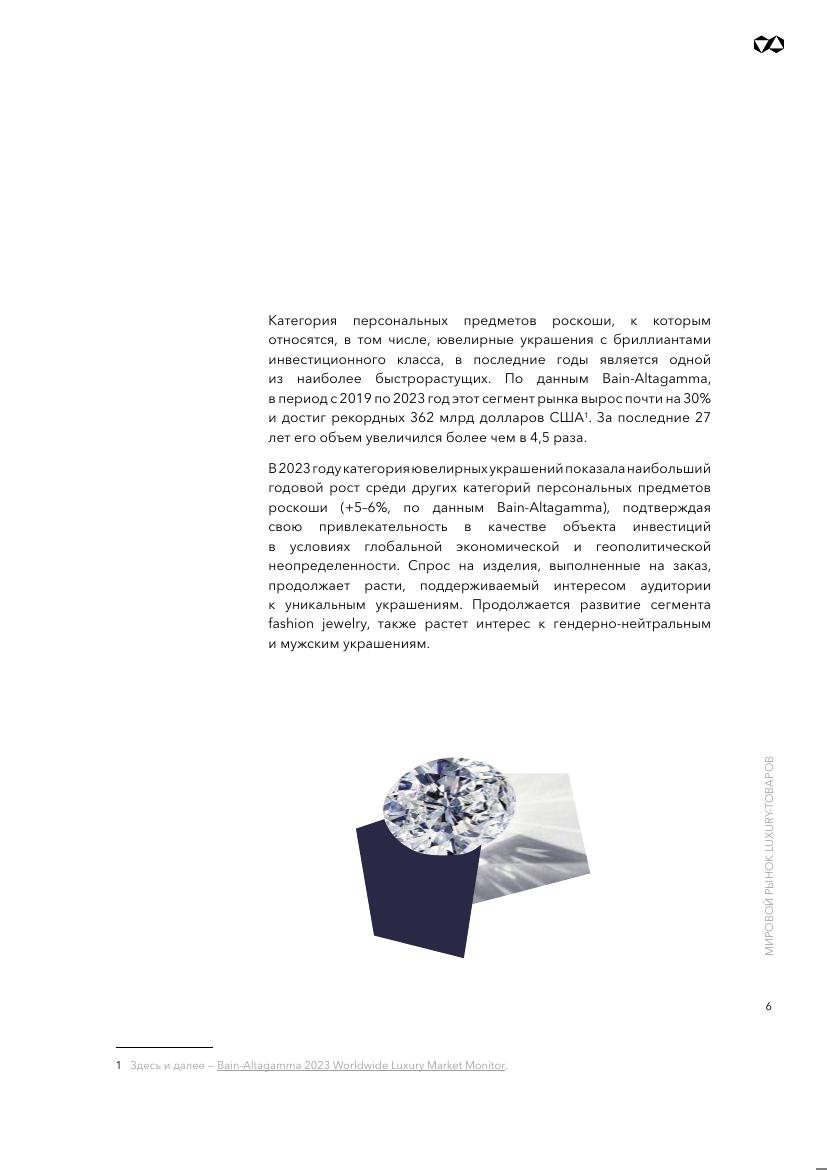 Категория персональных предметов роскоши, к которым
относятся, в том числе, ювелирные украшения с бриллиантами
инвестиционного класса, в последние годы является одной
из наиболее быстрорастущих. По данным Bain-Altagamma,
в период с 2019 по 2023 год этот сегмент рынка вырос почти на 30%
и достиг рекордных 362 млрд долларов США¹. За последние 27
лет его объем увеличился более чем в 4,5 раза.
В 2023 году категория ювелирных украшений показала наибольший
годовой рост среди других категорий персональных предметов
роскоши (+5–6%, по данным Bain-Altagamma), подтверждая
свою привлекательность в качестве объекта инвестиций
в условиях глобальной экономической и геополитической
неопределенности. Спрос на изделия, выполненные на заказ,
продолжает расти, поддерживаемый интересом аудитории
к уникальным украшениям. Продолжается развитие сегмента
fashion jewelry, также растет интерес к гендерно-нейтральным
и мужским украшениям.
МИРОВОЙ РЫНОК LUXURY-ТОВАРОВ
6
1 Здесь и далее – Bain-Altagamma 2023 Worldwide Luxury Market Monitor.